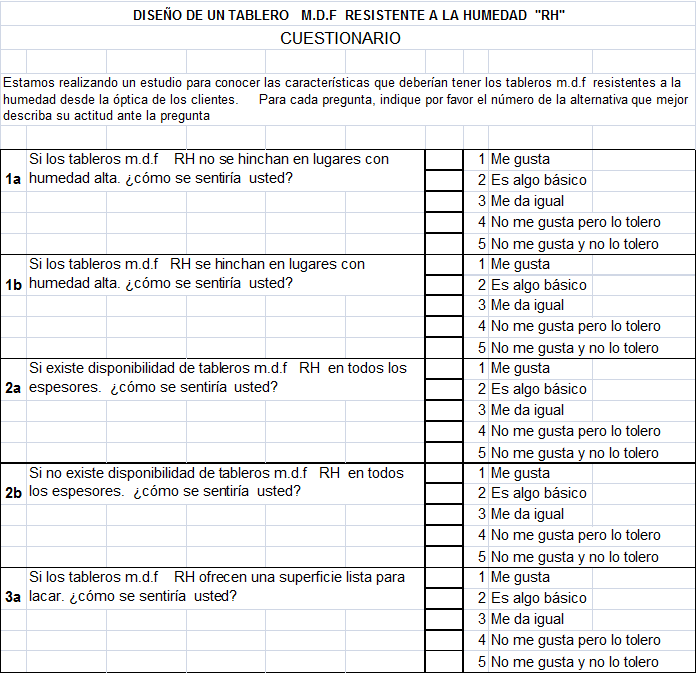 DISEÑO DE UN TABLERO M.D.F RESISTENTE A LA HUMEDAD "RH"
CUESTIONARIO
Estamos realizando un estudio para conocer las características que deberían tener los tableros m.d.f resistentes a la
humedad desde la óptica de los clientes. Para cada pregunta, indique por favor el número de la alternativa que mejor
describa su actitud ante la pregunta
1a
Si los tableros m.d.f RH no se hinchan en lugares con
humedad alta. ¿cómo se sentiría usted?
1 Me gusta
2 Es algo básico
3 Me da igual
4 No me gusta pero lo tolero
5 No me gusta y no lo tolero
1b
Si los tableros m.d.f RH se hinchan en lugares con
humedad alta. ¿cómo se sentiría usted?
1 Me gusta
2 Es algo básico
3 Me da igual
4 No me gusta pero lo tolero
5 No me gusta y no lo tolero
2a
Si existe disponibilidad de tableros m.d.f RH en todos los
espesores. ¿cómo se sentiría usted?
1 Me gusta
2 Es algo básico
3 Me da igual
4 No me gusta pero lo tolero
5 No me gusta y no lo tolero
2b
Si no existe disponibilidad de tableros m.d.f RH en todos
los espesores. ¿cómo se sentiría usted?
1 Me gusta
2 Es algo básico
3 Me da igual
4 No me gusta pero lo tolero
5 No me gusta y no lo tolero
3a
Si los tableros m.d.f RH ofrecen una superficie lista para
lacar. ¿cómo se sentiría usted?
1 Me gusta
2 Es algo básico
3 Me da igual
4 No me gusta pero lo tolero
5 No me gusta y no lo tolero